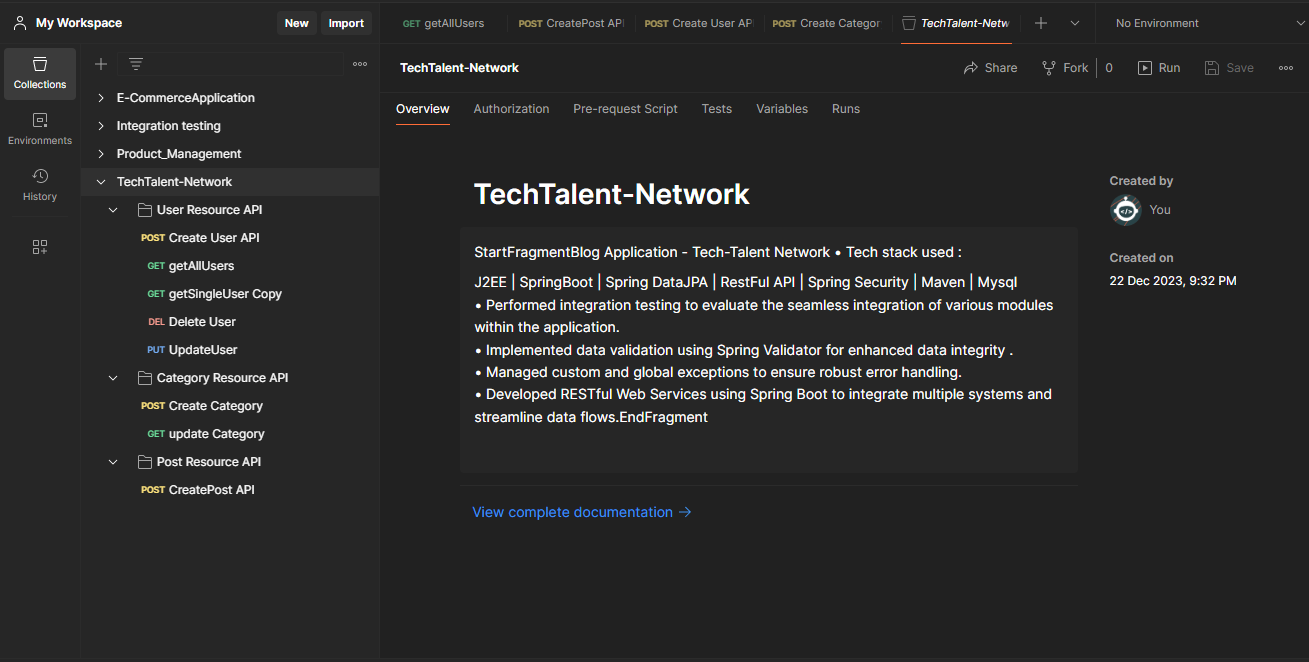 My Workspace
New
Import
GET getAllUsers
POST CreatePost API
POST Create User AP
POST Create Categor
TechTalent-Netw
No Environment
Collections
Environments
History
E-CommerceApplication
Integration testing
Product_Management
TechTalent-Network
User Resource API
POST Create User API
GET getAllUsers
GET getSingleUser Copy
DEL Delete User
PUT UpdateUser
Category Resource API
POST Create Category
GET update Category
Post Resource API
POST CreatePost API
TechTalent-Network
Share
Fork
0
Run
Save
Overview
Authorization
Pre-request Script
Tests
Variables
Runs
TechTalent-Network
StartFragmentBlog Application - Tech-Talent Network • Tech stack used :
J2EE | SpringBoot | Spring DataJPA | RestFul API | Spring Security | Maven | Mysql
• Performed integration testing to evaluate the seamless integration of various modules
within the application.
• Implemented data validation using Spring Validator for enhanced data integrity .
• Managed custom and global exceptions to ensure robust error handling.
• Developed RESTful Web Services using Spring Boot to integrate multiple systems and
streamline data flows.EndFragment
View complete documentation →
Created by
You
Created on
22 Dec 2023, 9:32 PM